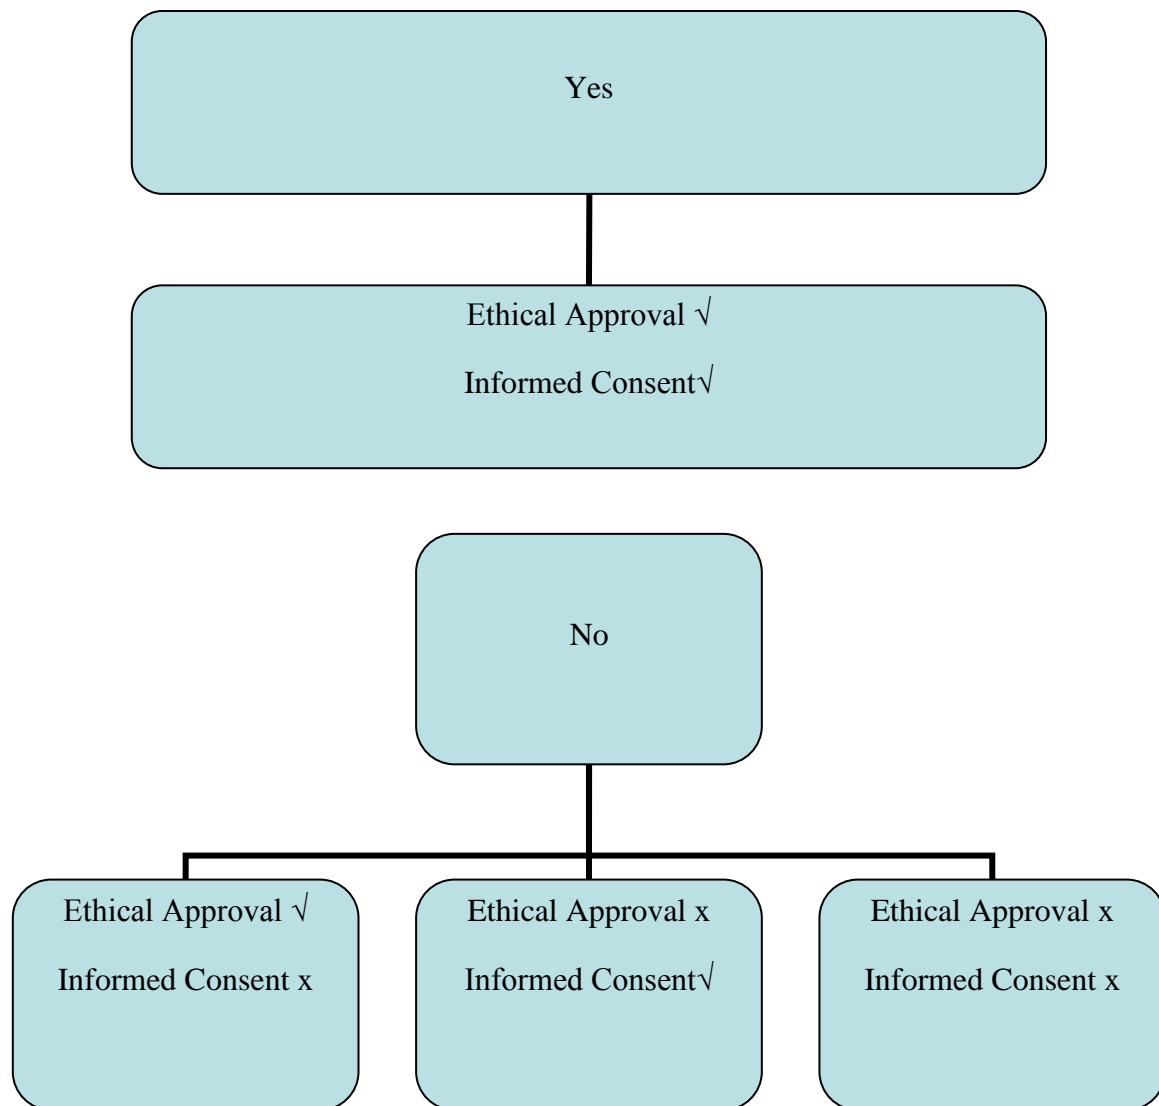 Yes
Ethical Approval √
Informed Consent√
No
Ethical Approval √
Informed Consent x
Ethical Approval x
Informed Consent√
Ethical Approval x
Informed Consent x